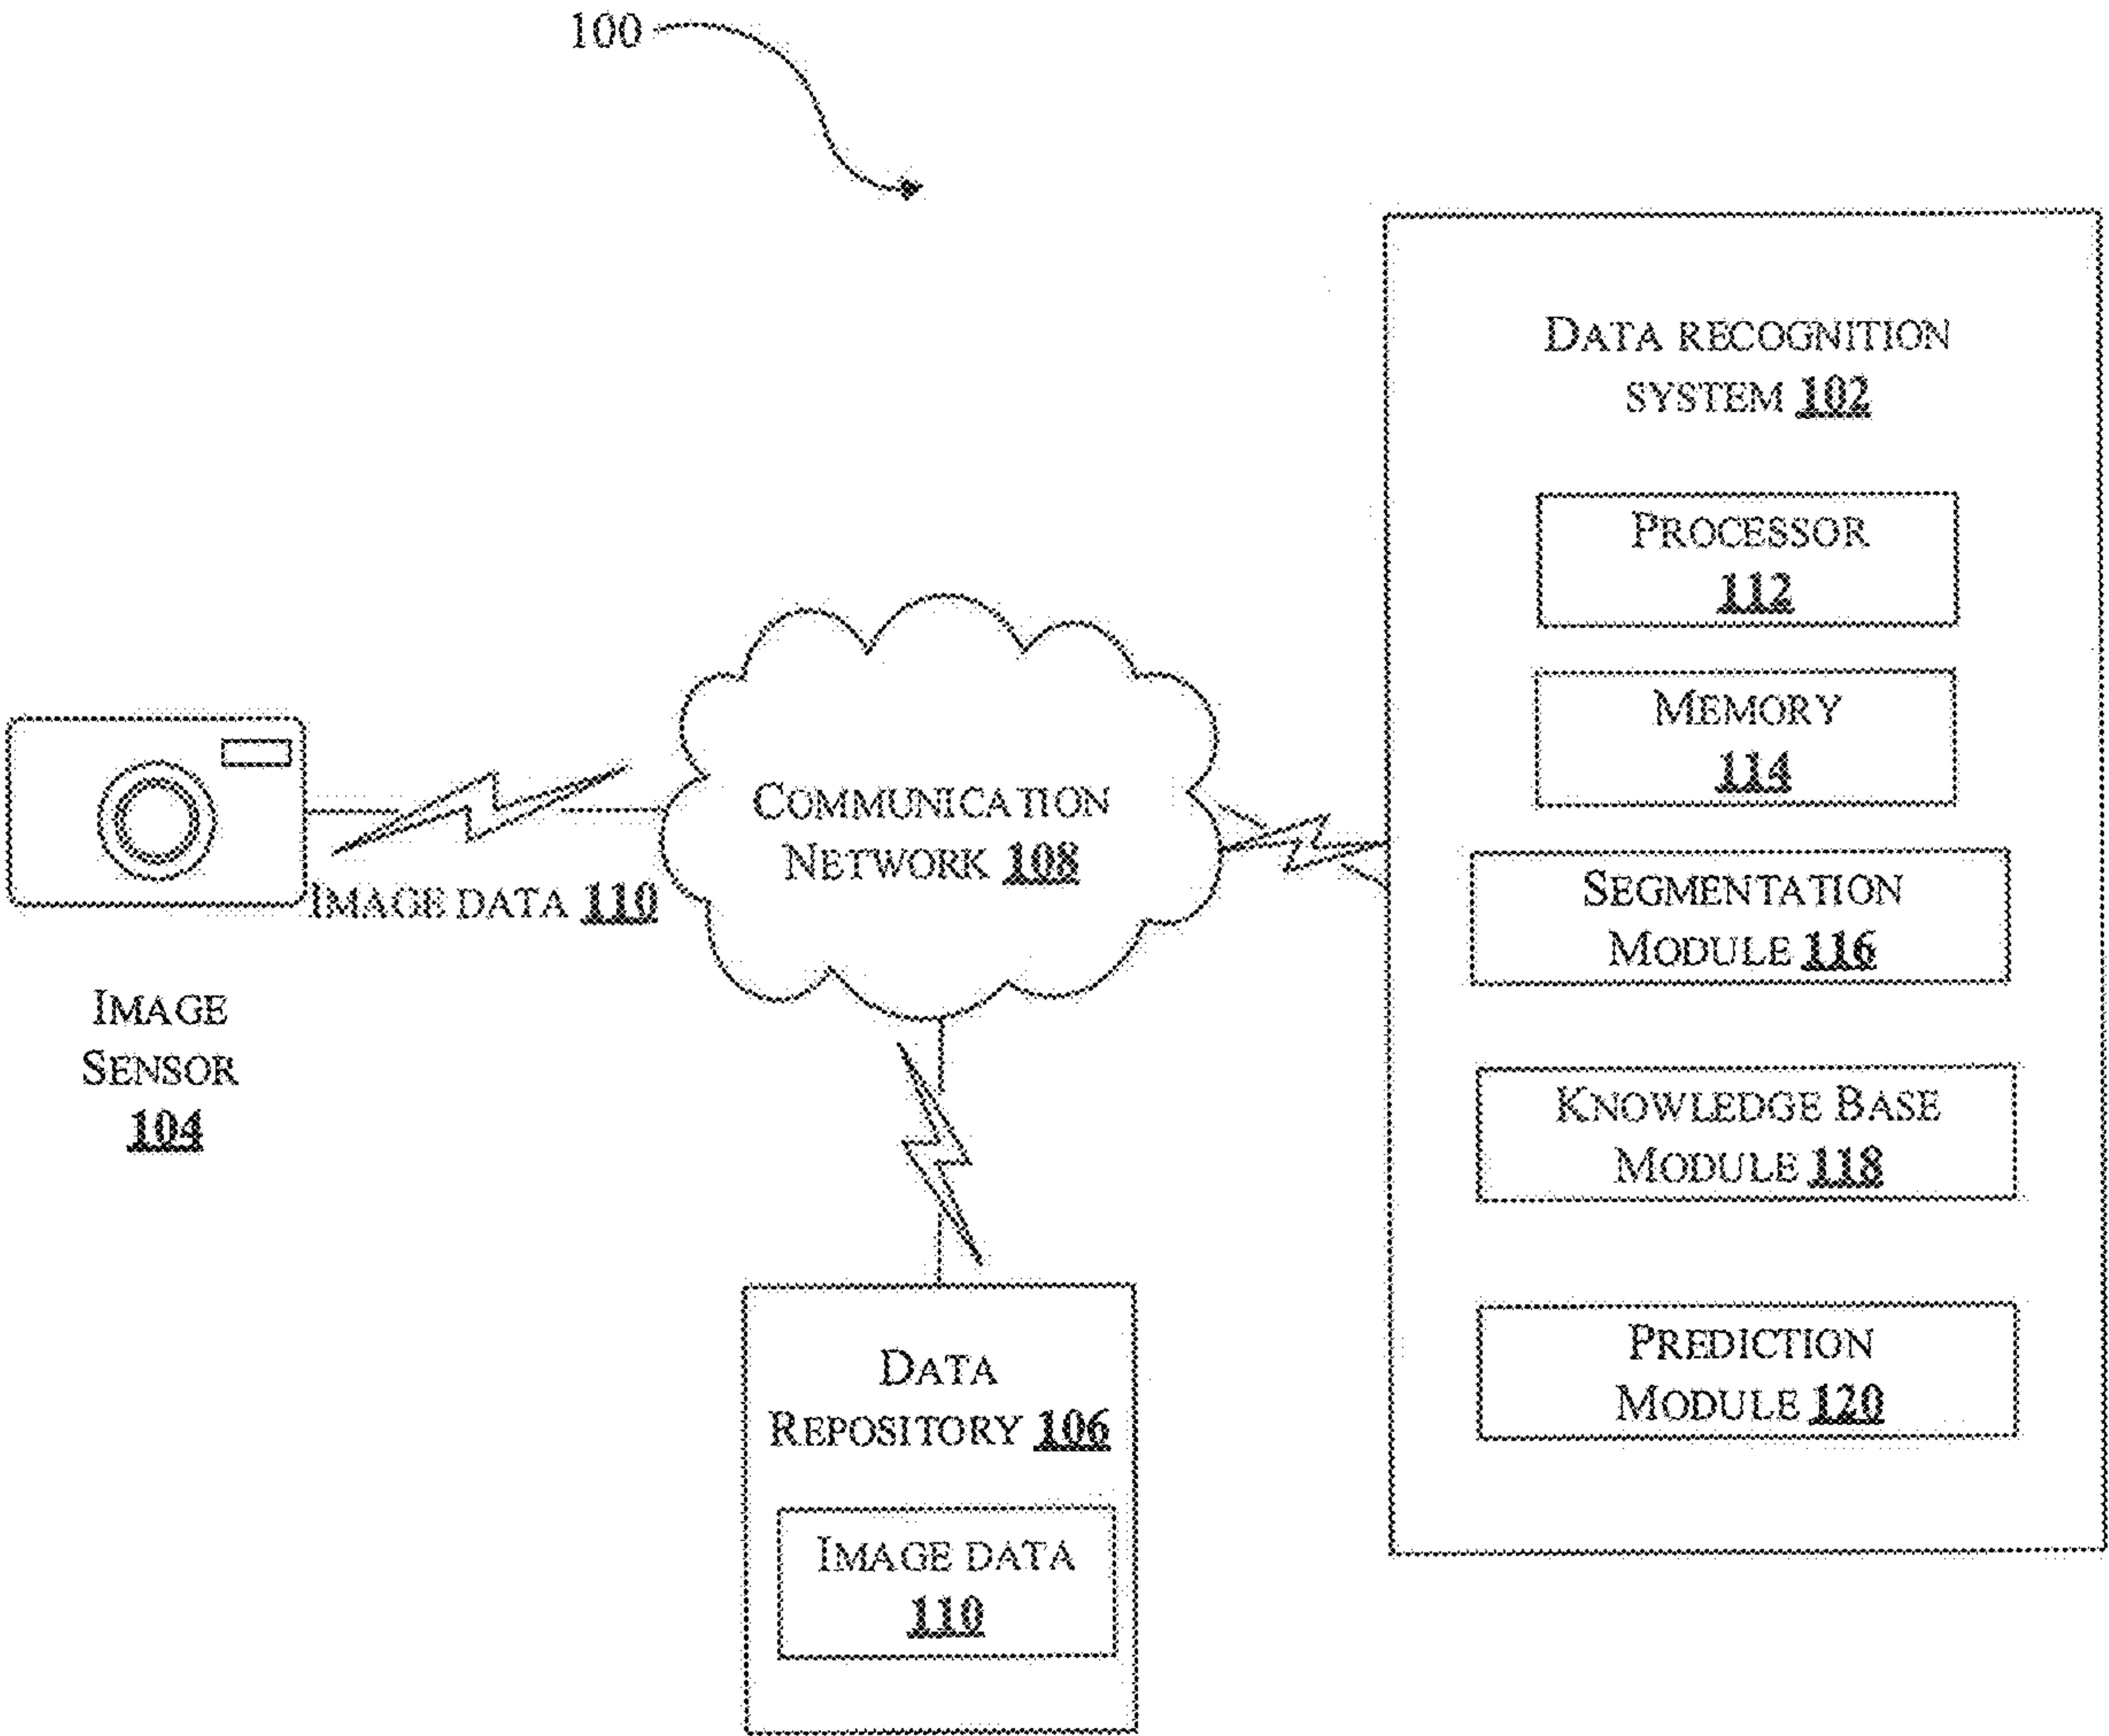 100
DATA RECOGNITION
SYSTEM 102
PROCESSOR
112
MEMORY
114
SEGMENTATION
MODULE 116
KNOWLEDGE BASE
MODULE 118
PREDICTION
MODULE 120
COMMUNICATION
NETWORK 108
IMAGE DATA 110
IMAGE
SENSOR
104
DATA
REPOSITORY 106
IMAGE DATA
110